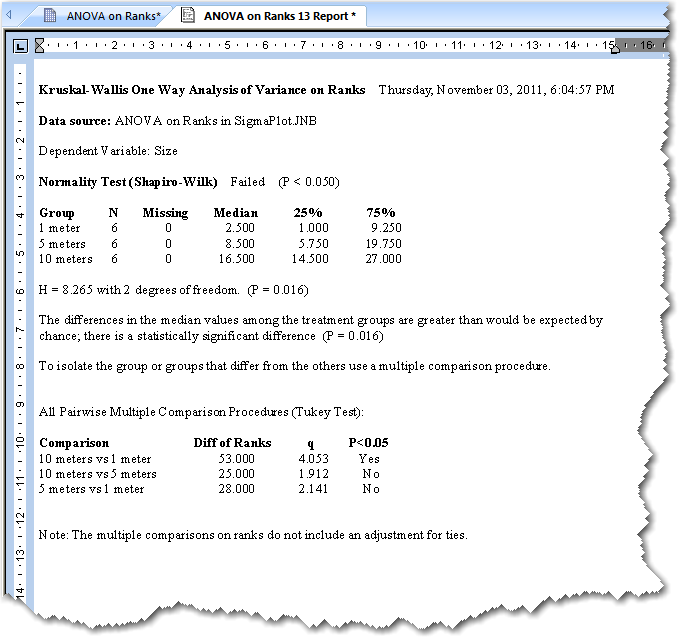 ANOVA on Ranks* ANOVA on Ranks 13 Report *
L 1 2 3 4 5 6 7 8 9 10 11 12 13 14 15 16
Kruskal-Wallis One Way Analysis of Variance on Ranks Thursday, November 03, 2011, 6:04:57 PM
Data source: ANOVA on Ranks in SigmaPlot.JNB
Dependent Variable: Size
Normality Test (Shapiro-Wilk) Failed (P < 0.050)
Group N Missing Median 25% 75%
1 meter 6 0 2.500 1.000 9.250
5 meters 6 0 8.500 5.750 19.750
10 meters 6 0 16.500 14.500 27.000
H = 8.265 with 2 degrees of freedom. (P = 0.016)
The differences in the median values among the treatment groups are greater than would be expected by
chance; there is a statistically significant difference (P = 0.016)
To isolate the group or groups that differ from the others use a multiple comparison procedure.
All Pairwise Multiple Comparison Procedures (Tukey Test):
Comparison Diff of Ranks q P<0.05
10 meters vs 1 meter 53.000 4.053 Yes
10 meters vs 5 meters 25.000 1.912 No
5 meters vs 1 meter 28.000 2.141 No
Note: The multiple comparisons on ranks do not include an adjustment for ties.
1
2
3
4
5
6
7
8
9
10
11
12
13
14